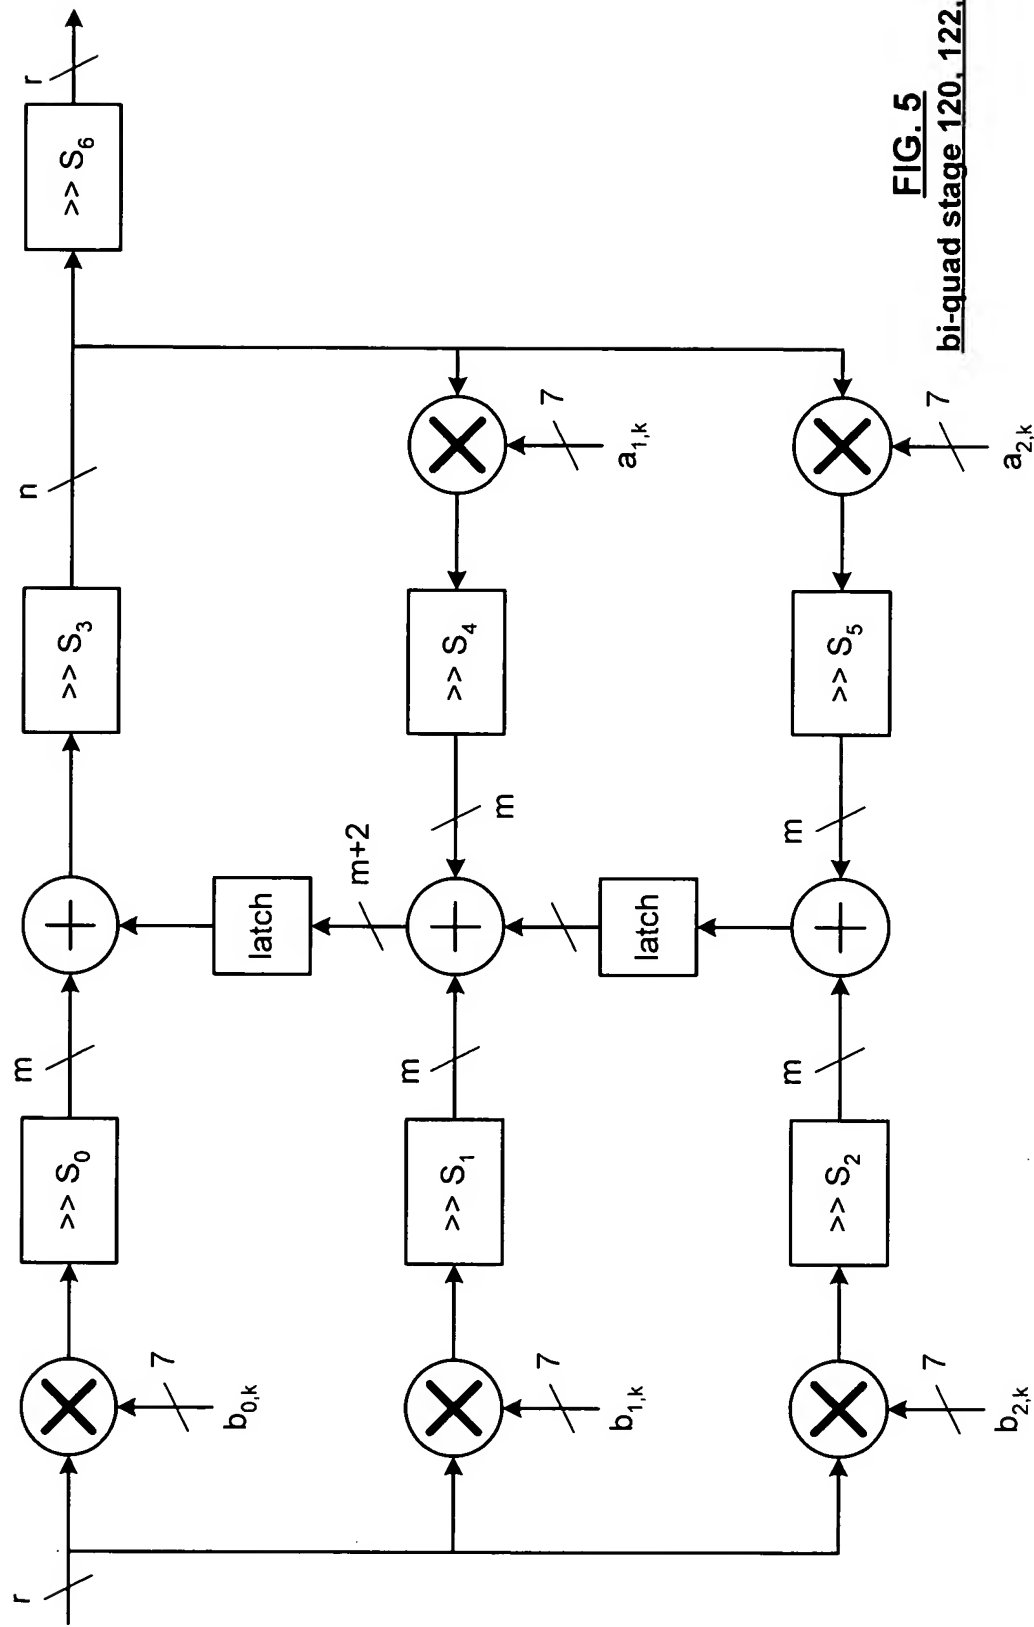 r
b0,k
7
>> S0
m
>> S3
n
>> S6
r
latch
m+2
b1,k
7
>> S1
m
m
>> S4
a1,k
7
latch
b2,k
7
>> S2
m
m
>> S5
a2,k
7
FIG. 5
bi-quad stage 120, 122,